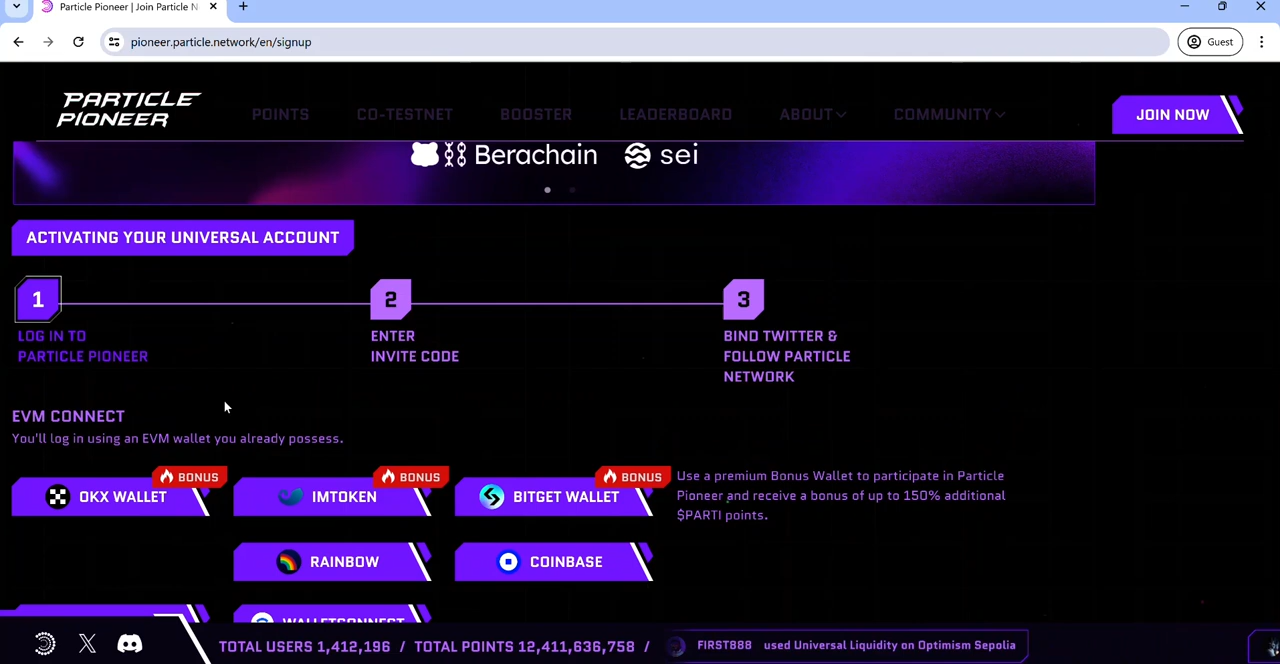 Particle Pioneer | Join Particle N
pioneer.particle.network/en/signup
Guest
PARTICLE
PIONEER
POINTS
CO-TESTNET
BOOSTER
LEADERBOARD
ABOUT
COMMUNITY
JOIN NOW
Berachain
sei
ACTIVATING YOUR UNIVERSAL ACCOUNT
1
2
3
LOG IN TO
PARTICLE PIONEER
ENTER
INVITE CODE
BIND TWITTER &
FOLLOW PARTICLE
NETWORK
EVM CONNECT
You'll log in using an EVM wallet you already possess.
BONUS
OKX WALLET
BONUS
IMTOKEN
BONUS
BITGET WALLET
Use a premium Bonus Wallet to participate in Particle
Pioneer and receive a bonus of up to 150% additional
$PARTI points.
RAINBOW
COINBASE
WALLETCONNECT
TOTAL USERS 1,412,196 / TOTAL POINTS 12,411,636,758 /
FIRST888 used Universal Liquidity on Optimism Sepolia